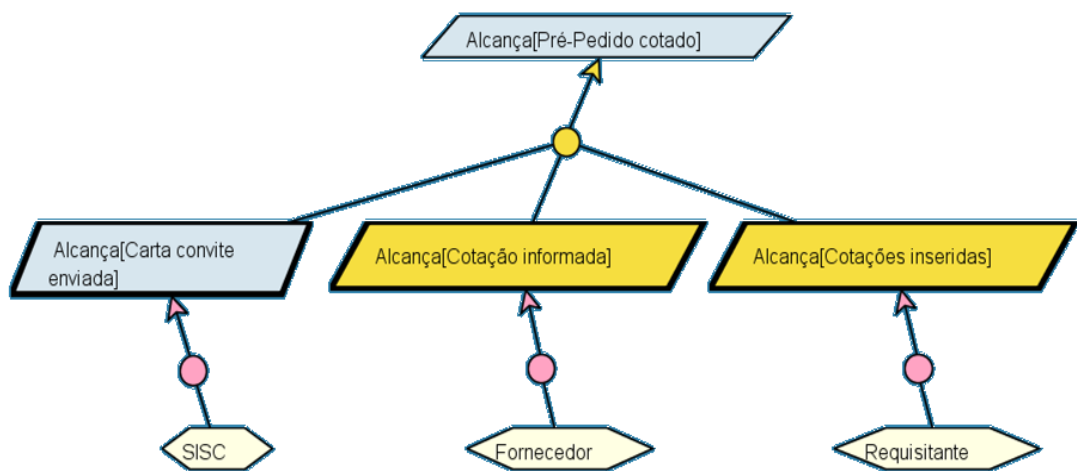 Alcança[Pré-Pedido cotado]
Alcança[Carta convite
enviada]
Alcança[Cotação informada]
Alcança[Cotações inseridas]
SISC
Fornecedor
Requisitante